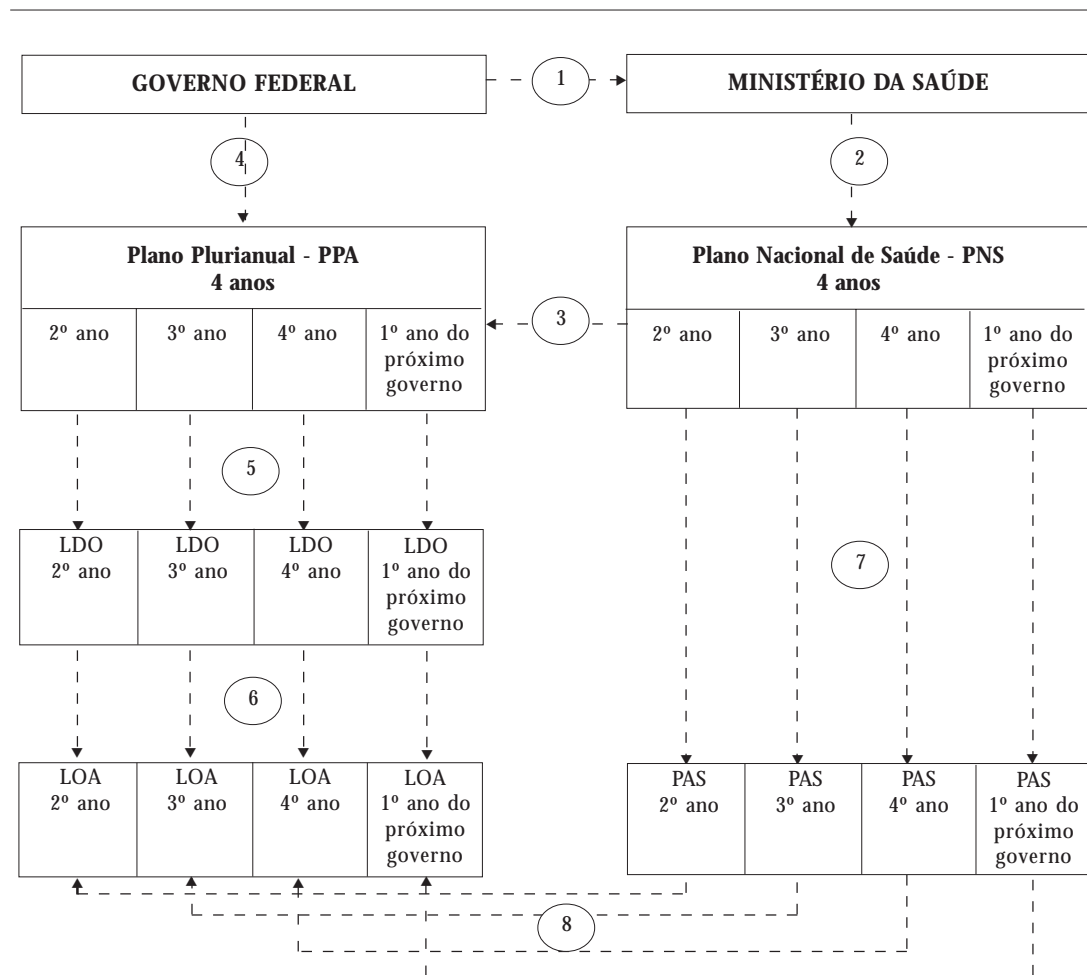 GOVERNO FEDERAL
1
MINISTÉRIO DA SAÚDE
4
2
Plano Plurianual - PPA
4 anos
2º ano
3º ano
4º ano
1º ano do
próximo
governo
3
Plano Nacional de Saúde - PNS
4 anos
2º ano
3º ano
4º ano
1º ano do
próximo
governo
5
LDO
2º ano
LDO
3º ano
LDO
4º ano
LDO
1º ano do
próximo
governo
7
6
LOA
2º ano
LOA
3º ano
LOA
4º ano
LOA
1º ano do
próximo
governo
PAS
2º ano
PAS
3º ano
PAS
4º ano
PAS
1º ano do
próximo
governo
8